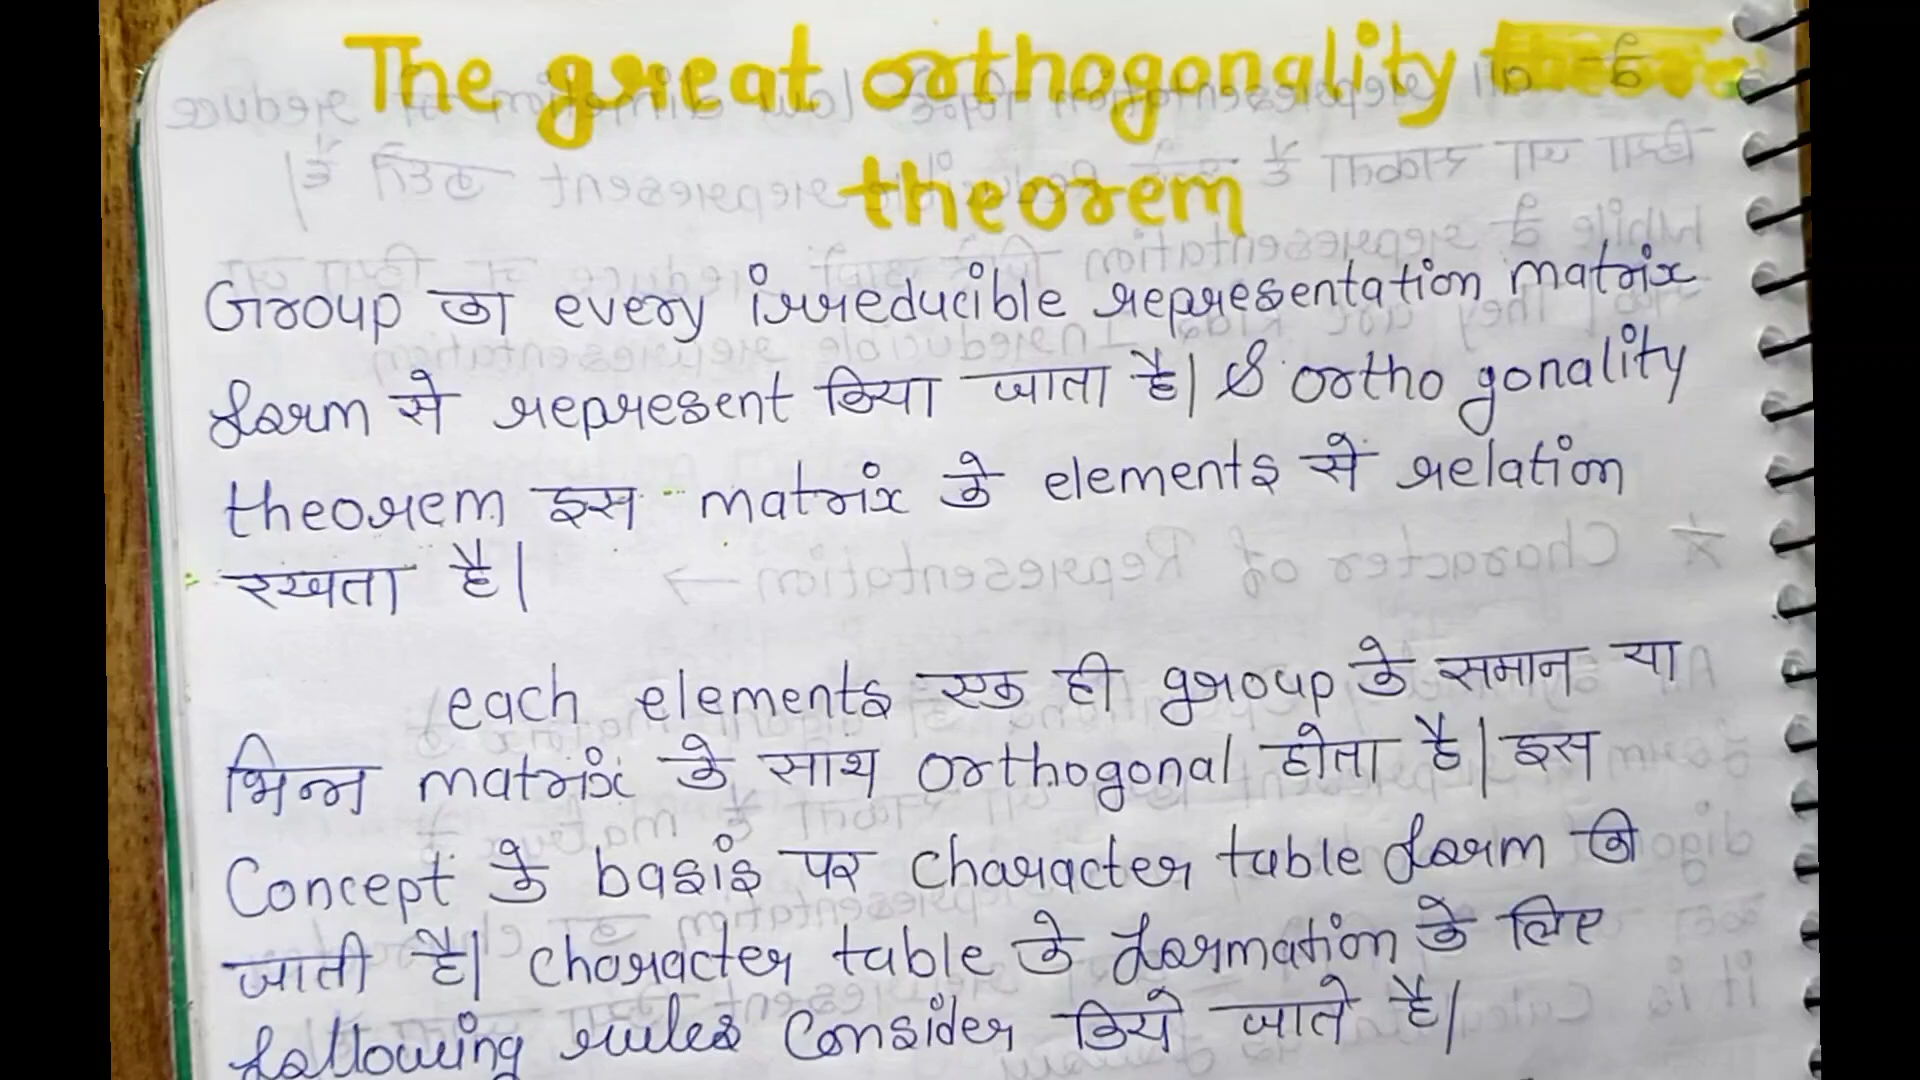 The great orthogonality
theorem
Group का every irreducible representation matrix
form से represent किया जाता है। & orthogonality
theorem इस matrix के elements से relation
रखता है।
each elements एक ही group के समान या
भिन्न matrix के साथ orthogonal होता है। इस
Concept के basis पर character table form की
जाती है। character table के formation के लिए
following rules consider किये जाते है।